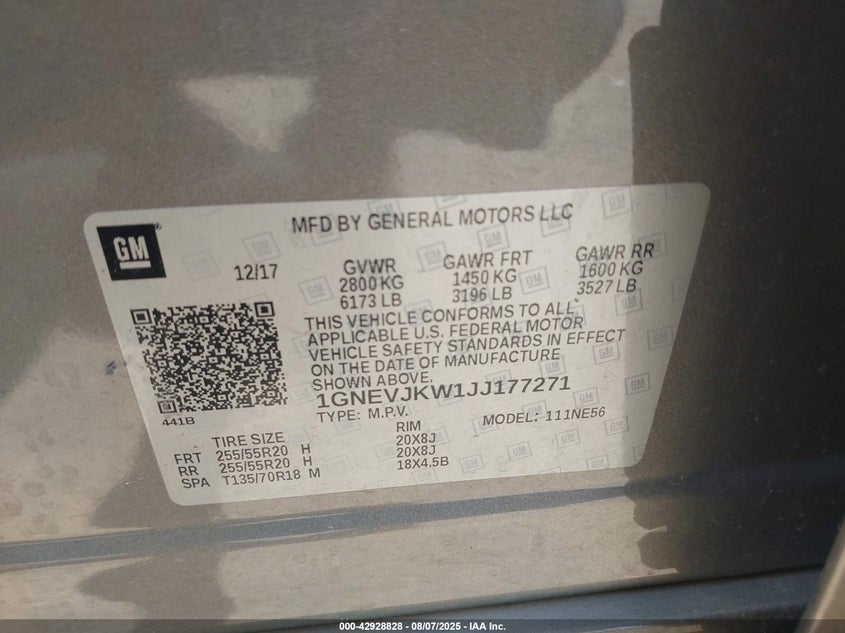 GM
MFD BY GENERAL MOTORS LLC
12/17
GVWR
2800 KG
6173 LB
GAWR FRT
1450 KG
3196 LB
GAWR RR
1600 KG
3527 LB
THIS VEHICLE CONFORMS TO ALL
APPLICABLE U.S. FEDERAL MOTOR
VEHICLE SAFETY STANDARDS IN EFFECT
ON THE DATE OF MANUFACTURE
SHOWN ABOVE.
1GNEVJKW1JJ177271
441B
TYPE: M.P.V.
MODEL: 111NE56
TIRE SIZE RIM
FRT 255/55R20 H 20X8J
RR 255/55R20 H 20X8J
SPA T135/70R18 M 18X4.5B
000-42928828 - 08/07/2025 - IAA Inc.